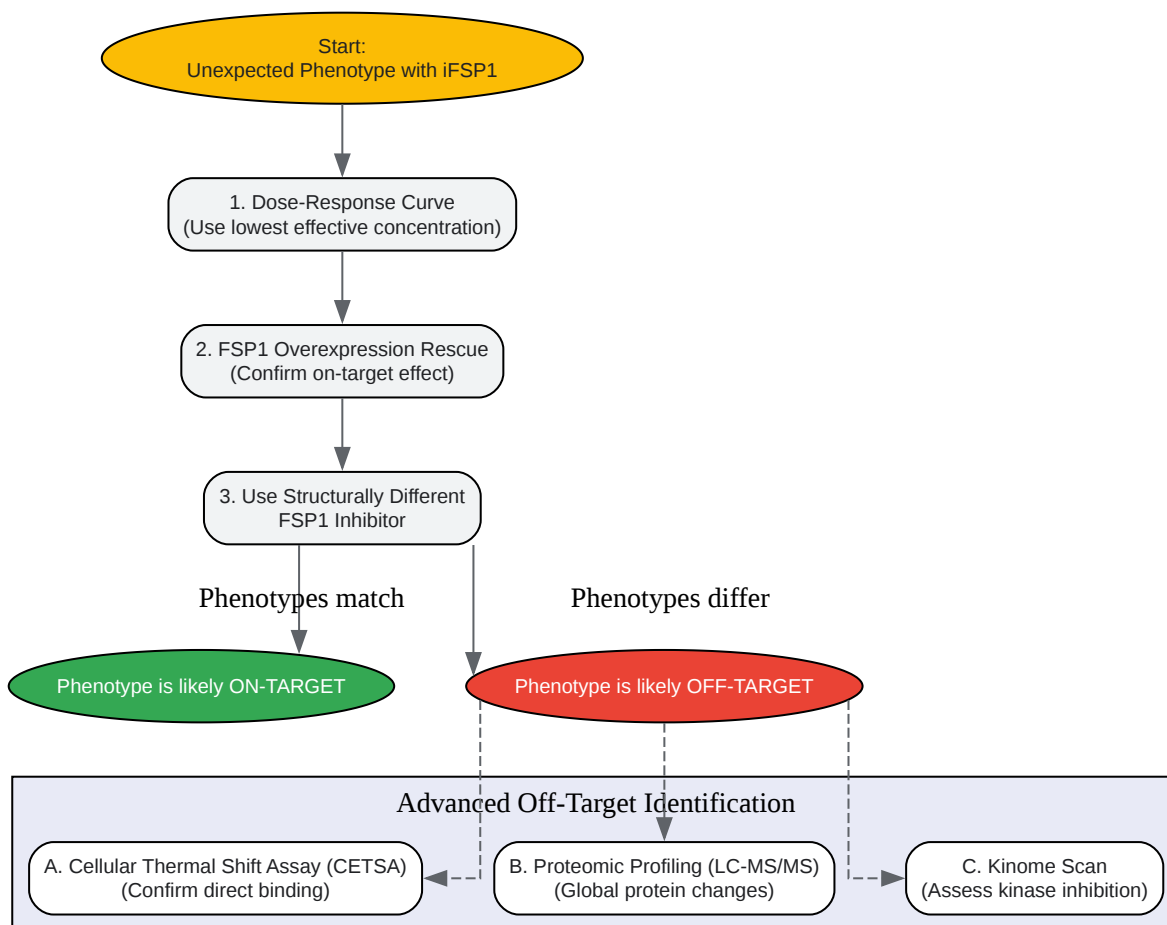 Start:
Unexpected Phenotype with iFSP1
1. Dose-Response Curve
(Use lowest effective concentration)
2. FSP1 Overexpression Rescue
(Confirm on-target effect)
3. Use Structurally Different
FSP1 Inhibitor
Phenotypes match
Phenotypes differ
Phenotype is likely ON-TARGET
Phenotype is likely OFF-TARGET
Advanced Off-Target Identification
A. Cellular Thermal Shift Assay (CETSA)
(Confirm direct binding)
B. Proteomic Profiling (LC-MS/MS)
(Global protein changes)
C. Kinome Scan
(Assess kinase inhibition)